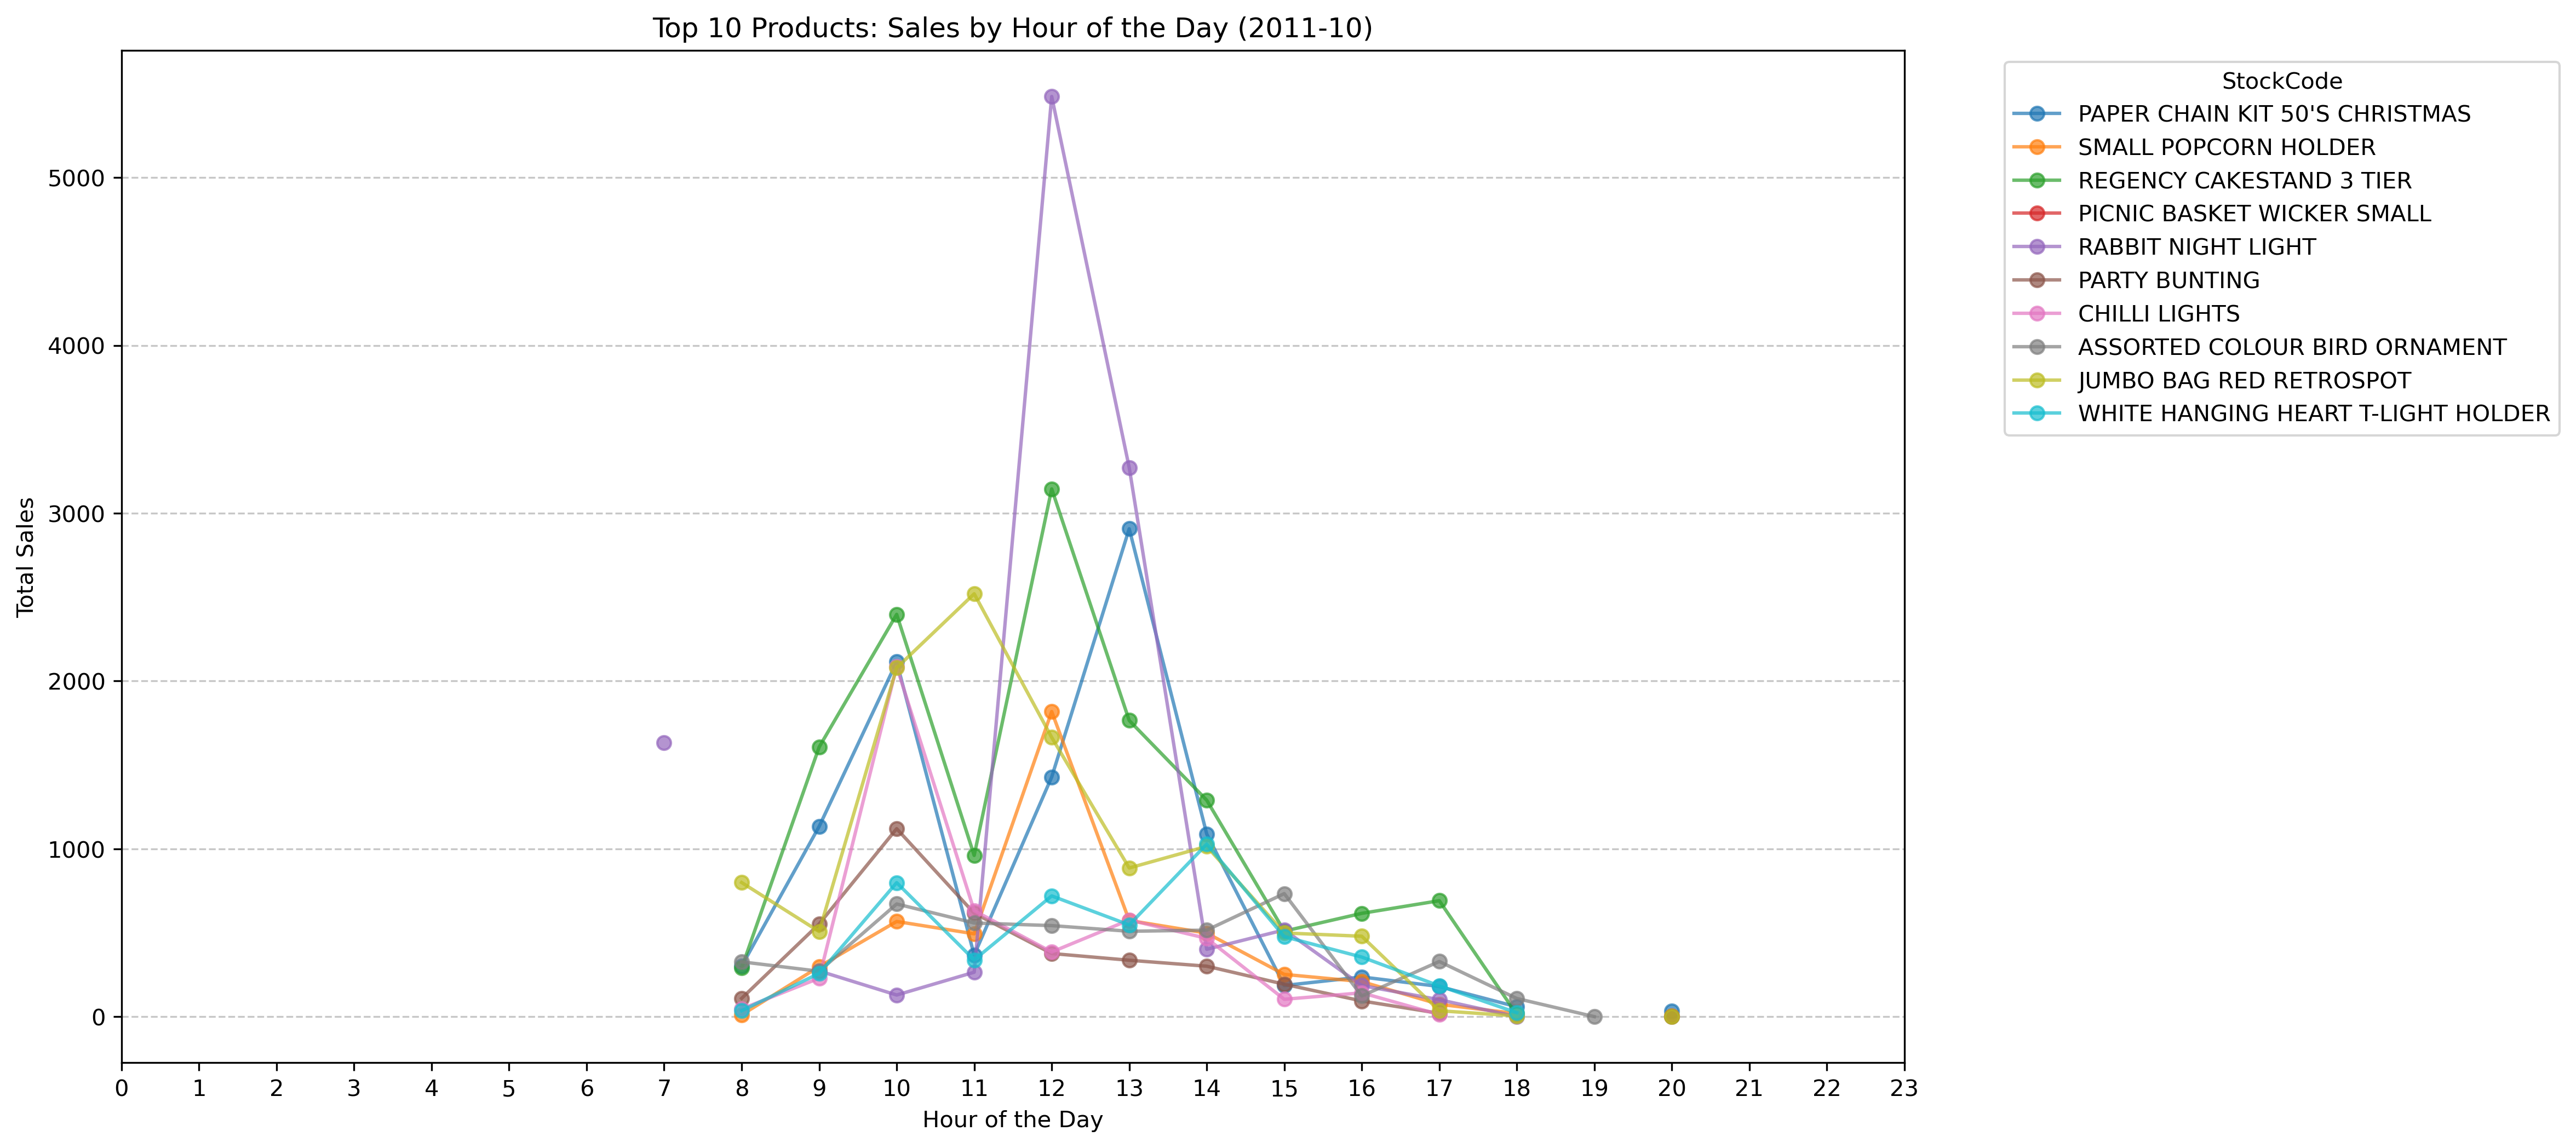 Top 10 Products: Sales by Hour of the Day (2011-10)
Total Sales
5000
4000
3000
2000
1000
0
0 1 2 3 4 5 6 7 8 9 10 11 12 13 14 15 16 17 18 19 20 21 22 23
Hour of the Day
StockCode
PAPER CHAIN KIT 50'S CHRISTMAS
SMALL POPCORN HOLDER
REGENCY CAKESTAND 3 TIER
PICNIC BASKET WICKER SMALL
RABBIT NIGHT LIGHT
PARTY BUNTING
CHILLI LIGHTS
ASSORTED COLOUR BIRD ORNAMENT
JUMBO BAG RED RETROSPOT
WHITE HANGING HEART T-LIGHT HOLDER